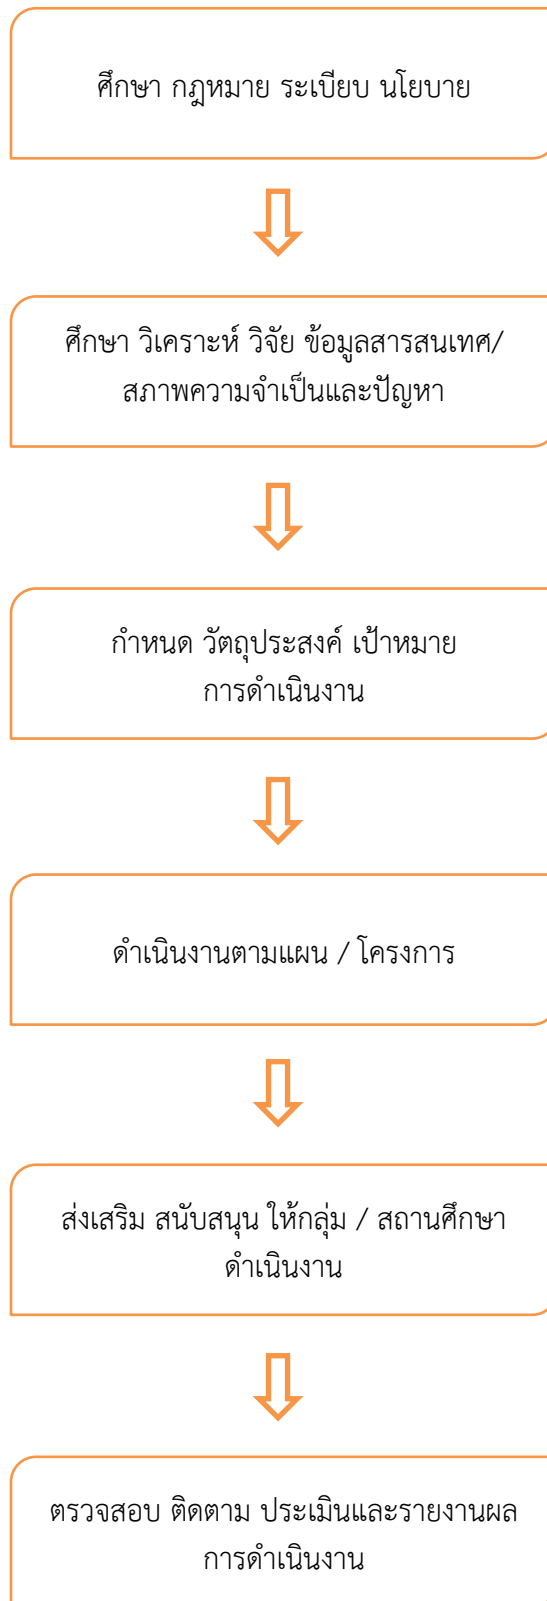 ศึกษา กฎหมาย ระเบียบ นโยบาย
ศึกษา วิเคราะห์ วิจัย ข้อมูลสารสนเทศ/
สภาพความจำเป็นและปัญหา
กำหนด วัตถุประสงค์ เป้าหมาย
การดำเนินงาน
ดำเนินงานตามแผน / โครงการ
ส่งเสริม สนับสนุน ให้กลุ่ม / สถานศึกษา
ดำเนินงาน
ตรวจสอบ ติดตาม ประเมินและรายงานผล
การดำเนินงาน